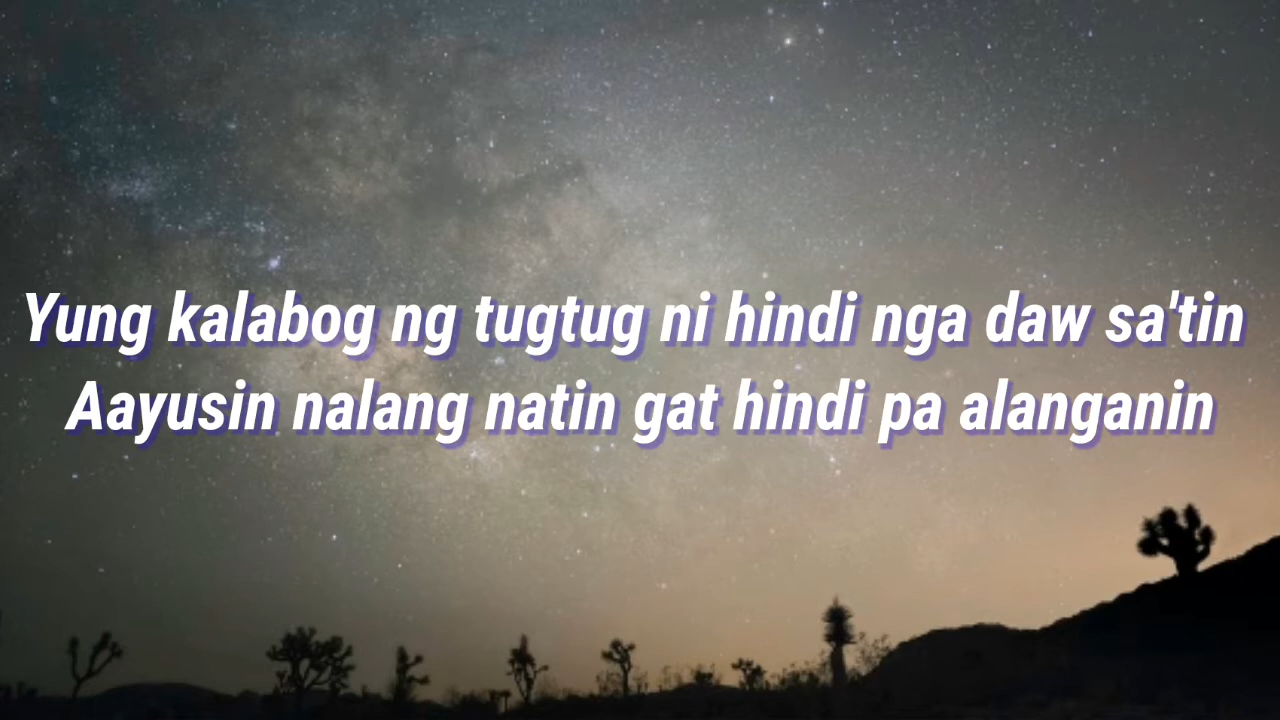 Yung kalabog ng tugtug ni hindi nga daw sa'tin
Aayusin nalang natin gat hindi pa alanganin